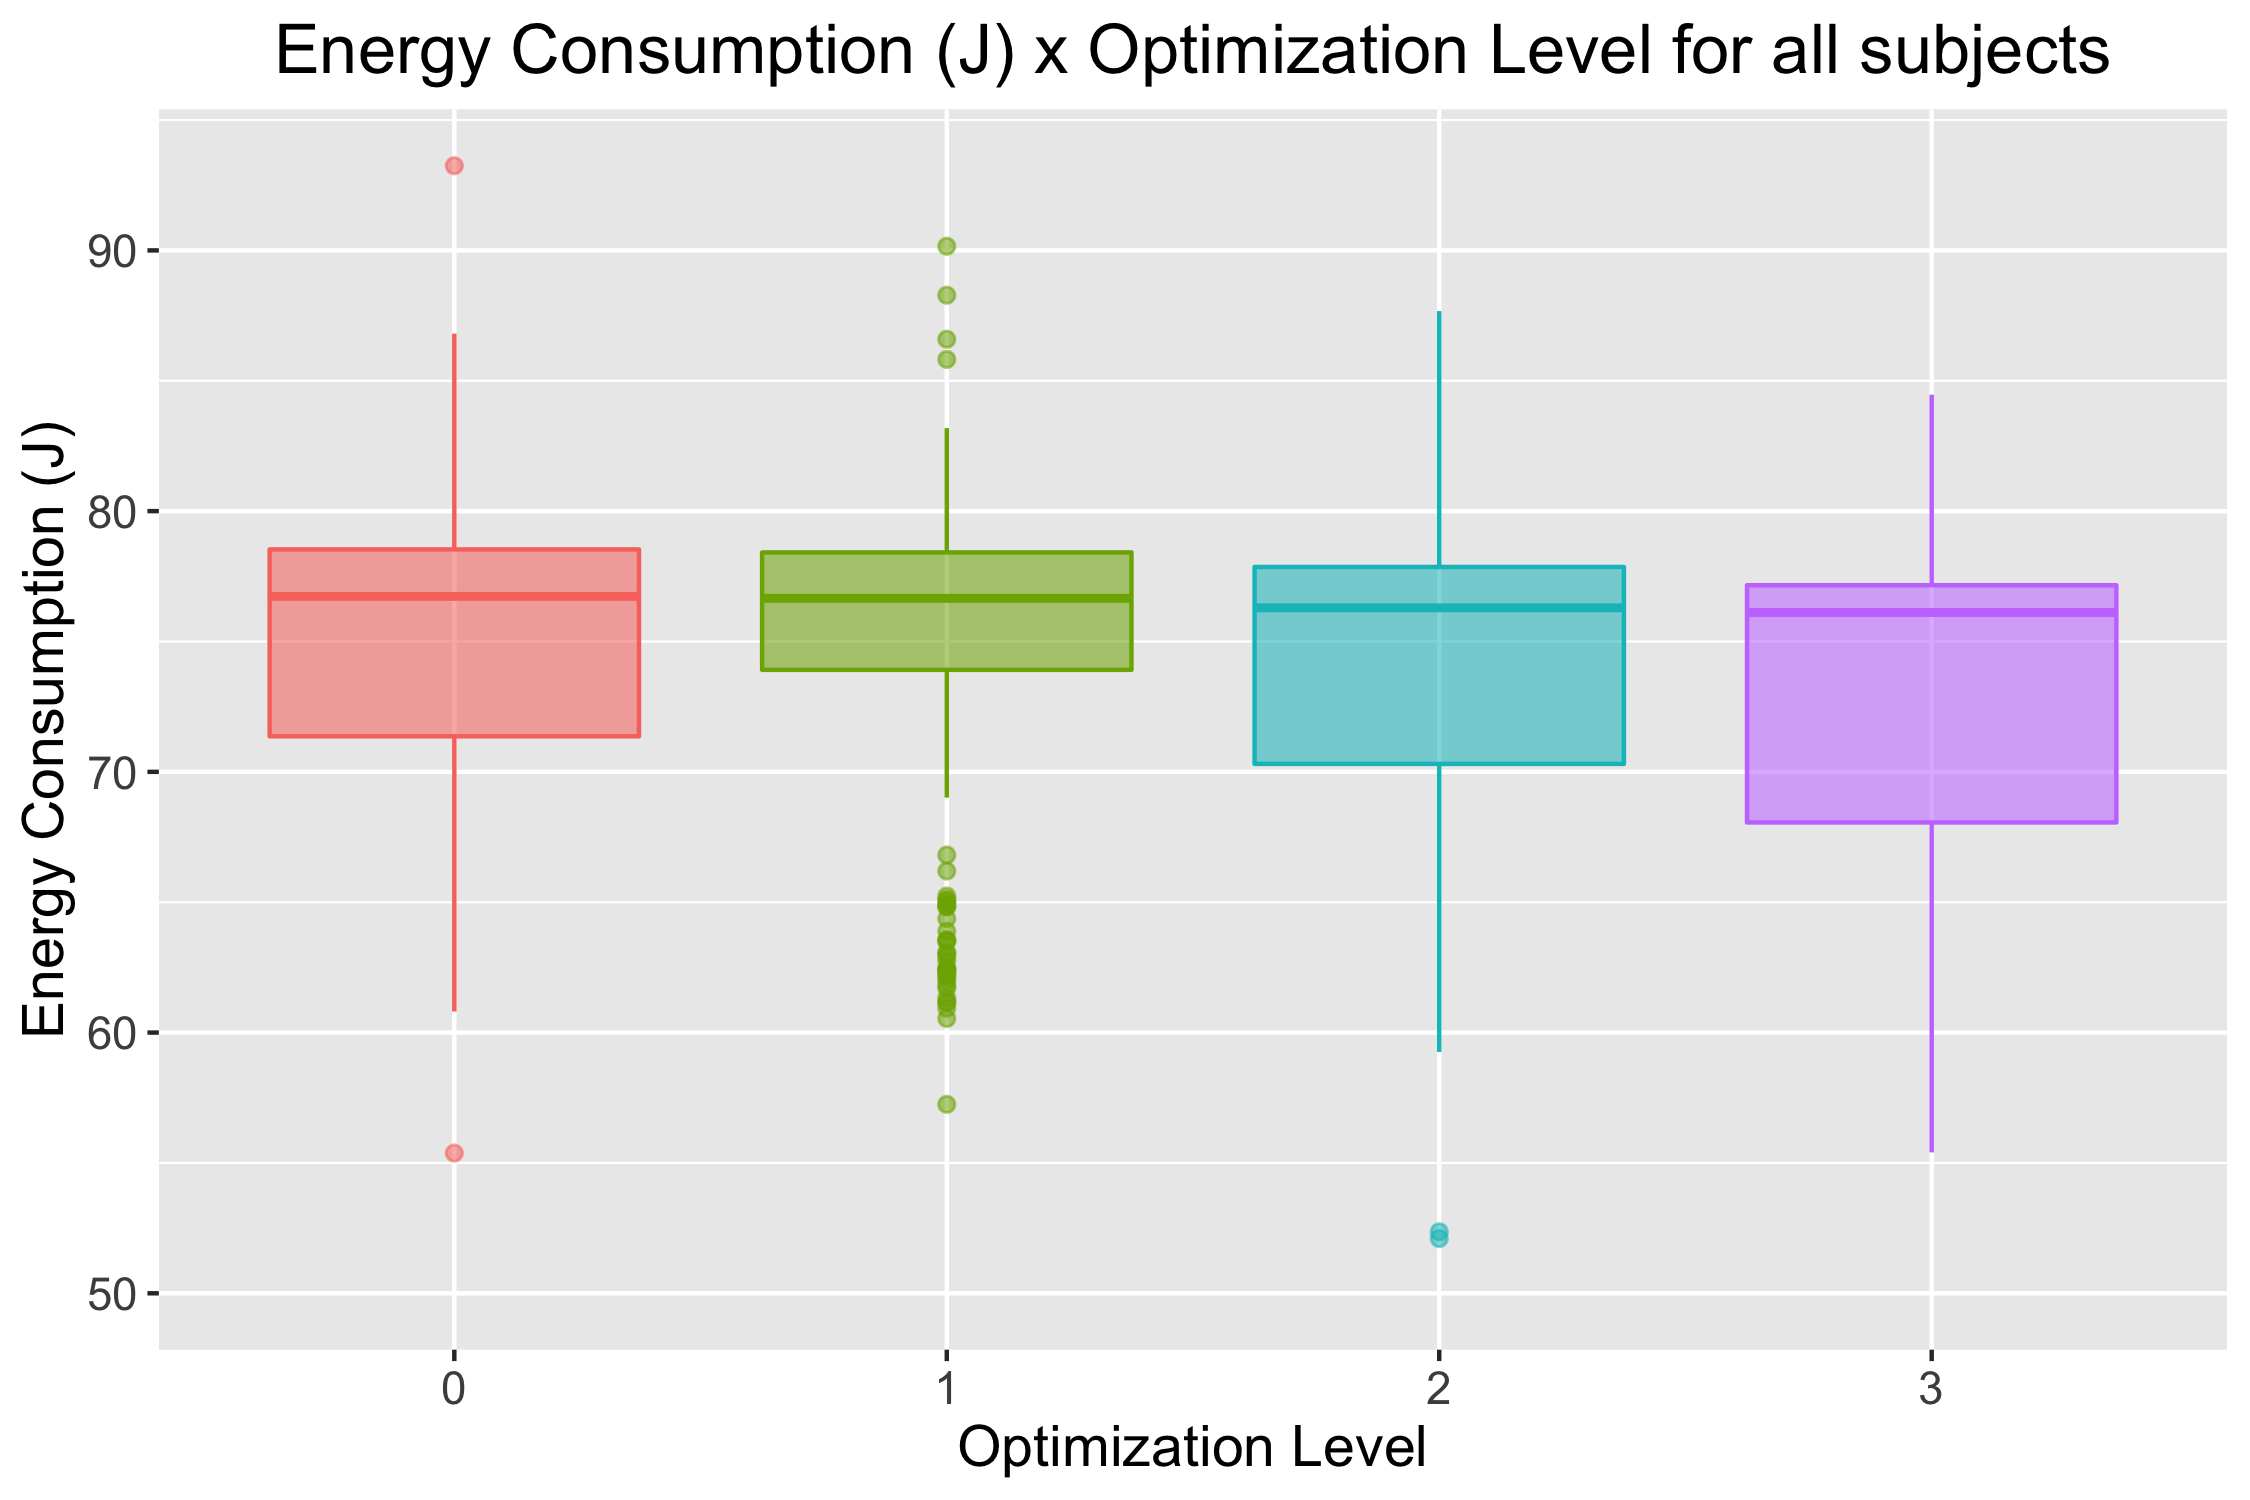 Energy Consumption (J) x Optimization Level for all subjects
Energy Consumption (J)
90
80
70
60
50
0 1 2 3
Optimization Level